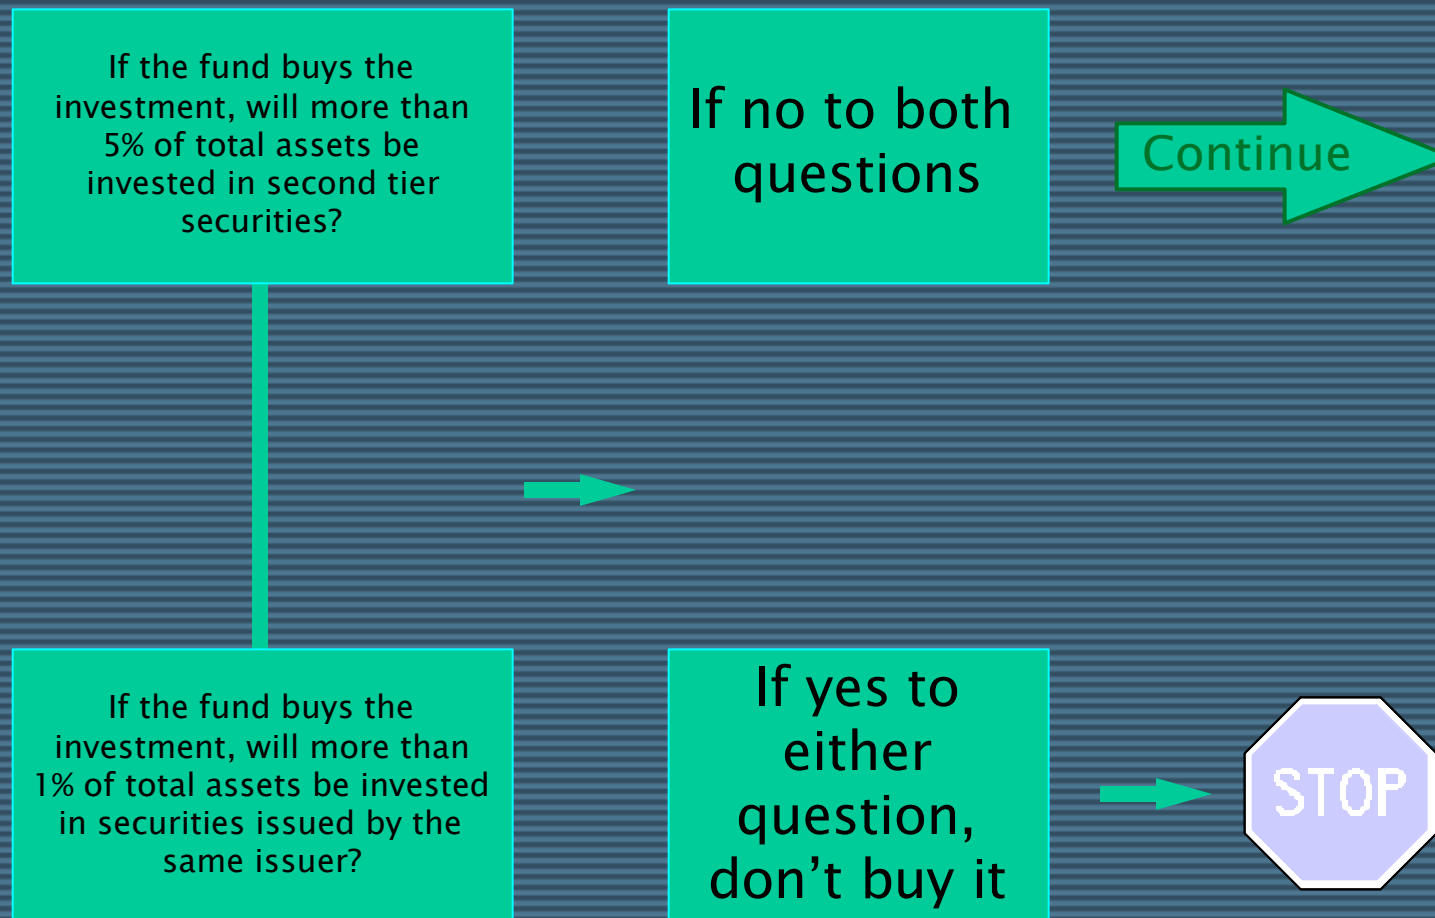 If the fund buys the
investment, will more than
5% of total assets be
invested in second tier
securities?
If no to both
questions
Continue
If the fund buys the
investment, will more than
1% of total assets be invested
in securities issued by the
same issuer?
If yes to
either
question,
don’t buy it
STOP